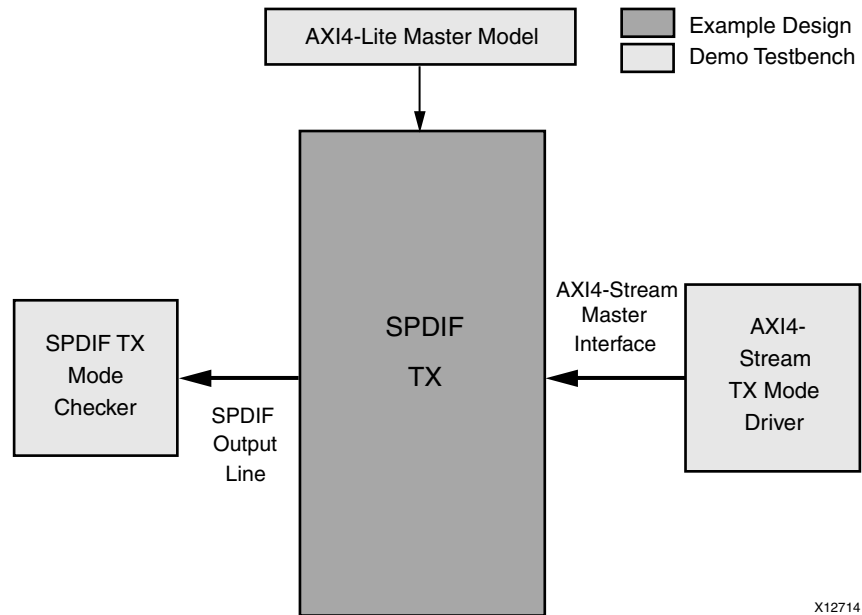 AXI4-Lite Master Model
Example Design
Demo Testbench
SPDIF TX
Mode
Checker
SPDIF
Output
Line
SPDIF
TX
AXI4-Stream
Master
Interface
AXI4-
Stream
TX Mode
Driver
X12714